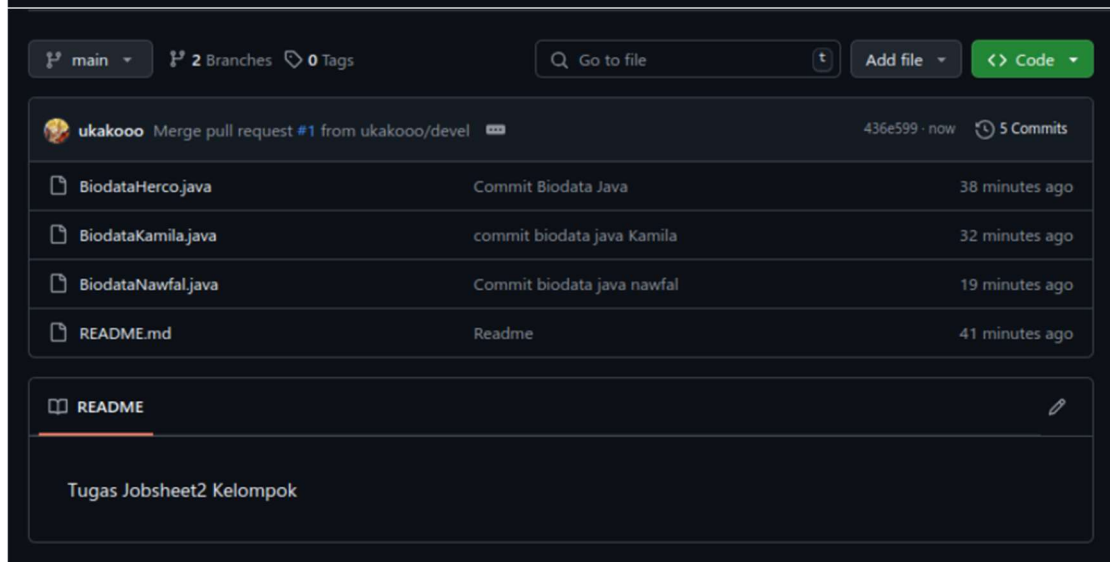 main 2 Branches 0 Tags Go to file t Add file <> Code
ukakooo Merge pull request #1 from ukakooo/devel 436e599 · now 5 Commits
BiodataHerco.java Commit Biodata Java 38 minutes ago
BiodataKamila.java commit biodata java Kamila 32 minutes ago
BiodataNawfal.java Commit biodata java nawfal 19 minutes ago
README.md Readme 41 minutes ago
README
Tugas Jobsheet2 Kelompok